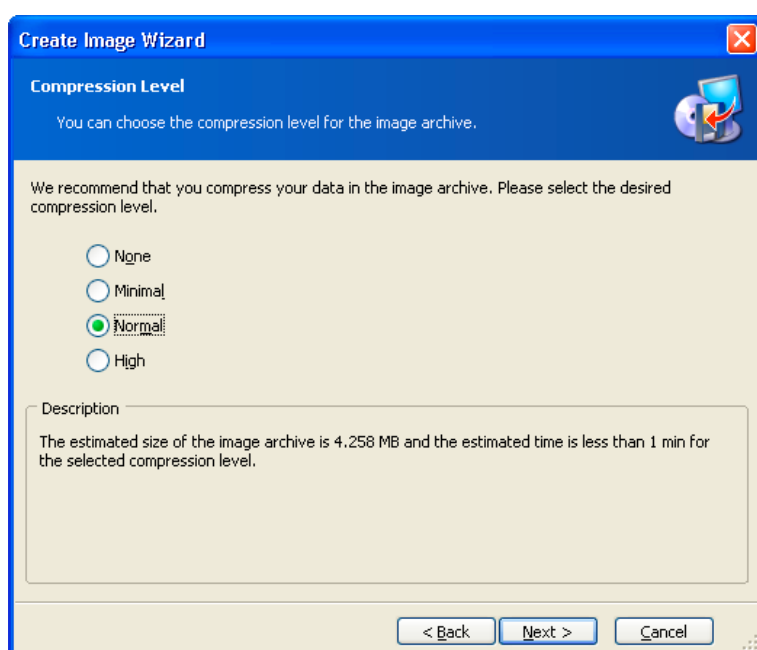 Create Image Wizard
Compression Level
You can choose the compression level for the image archive.
We recommend that you compress your data in the image archive. Please select the desired
compression level.
None
Minimal
Normal
High
Description
The estimated size of the image archive is 4.258 MB and the estimated time is less than 1 min for
the selected compression level.
< Back Next > Cancel